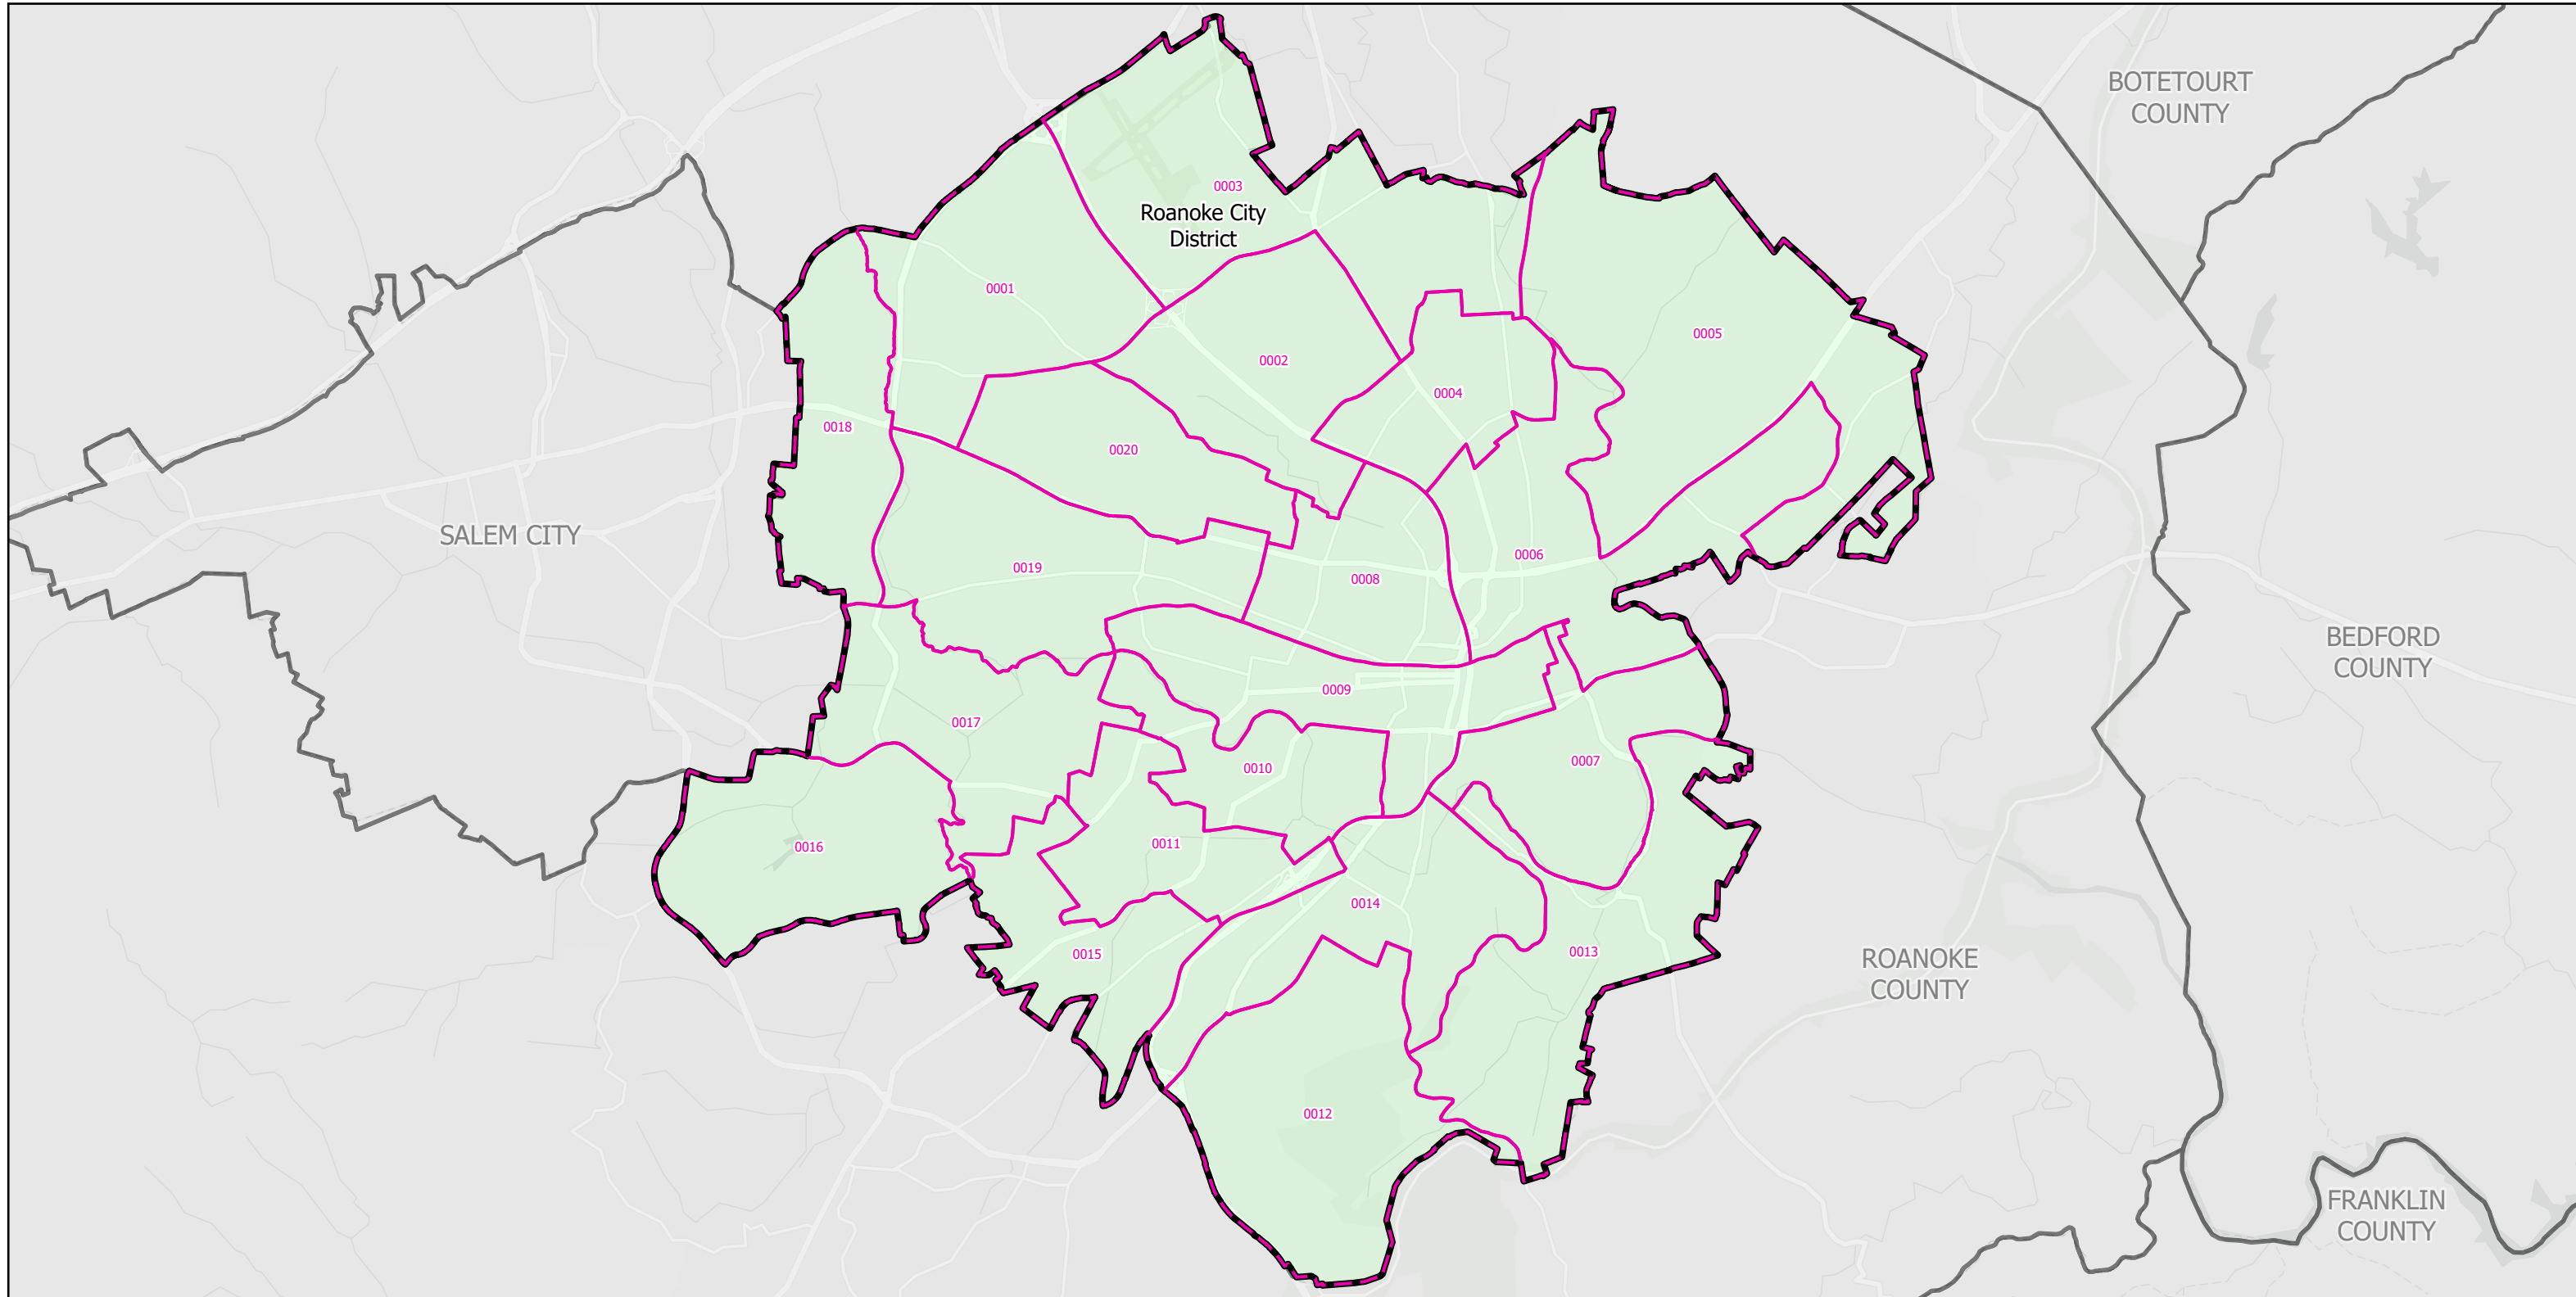 BOTETOURT
COUNTY
0003
Roanoke City
District
0001
0005
0002
0004
0018
0020
SALEM CITY
0006
0019
0008
BEDFORD
COUNTY
0009
0017
0007
0010
0011
0016
0014
0013
0015
ROANOKE
COUNTY
0012
FRANKLIN
COUNTY